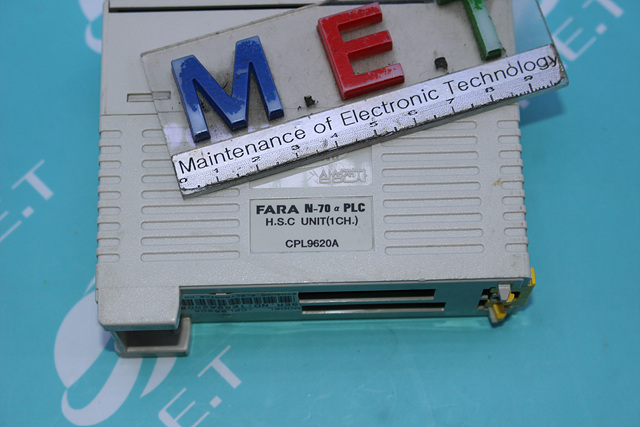 M.E.T
Maintenance of Electronic Technology
0 1 2 3 4 5 6 7 8 9
FARA N-70 α PLC
H.S.C UNIT(1CH.)
CPL9620A
E.T
E.T
E.T